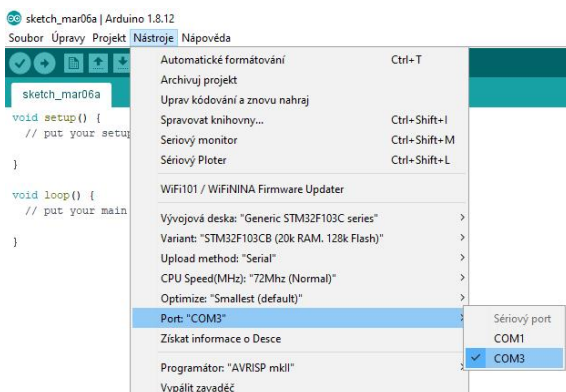 sketch_mar06a | Arduino 1.8.12
Soubor Úpravy Projekt Nástroje Nápověda
sketch_mar06a
void setup() {
// put your setup
}
void loop() {
// put your main
}
Automatické formátování Ctrl+T
Archivuj projekt
Uprav kódování a znovu nahraj
Spravovat knihovny... Ctrl+Shift+I
Seriový monitor Ctrl+Shift+M
Sériový Ploter Ctrl+Shift+L
WiFi101 / WiFiNINA Firmware Updater
Vývojová deska: "Generic STM32F103C series"
Variant: "STM32F103CB (20k RAM. 128k Flash)"
Upload method: "Serial"
CPU Speed(MHz): "72Mhz (Normal)"
Optimize: "Smallest (default)"
Port: "COM3"
Získat informace o Desce
Programátor: "AVRISP mkII"
Vypálit zavaděč
Sériový port
COM1
COM3